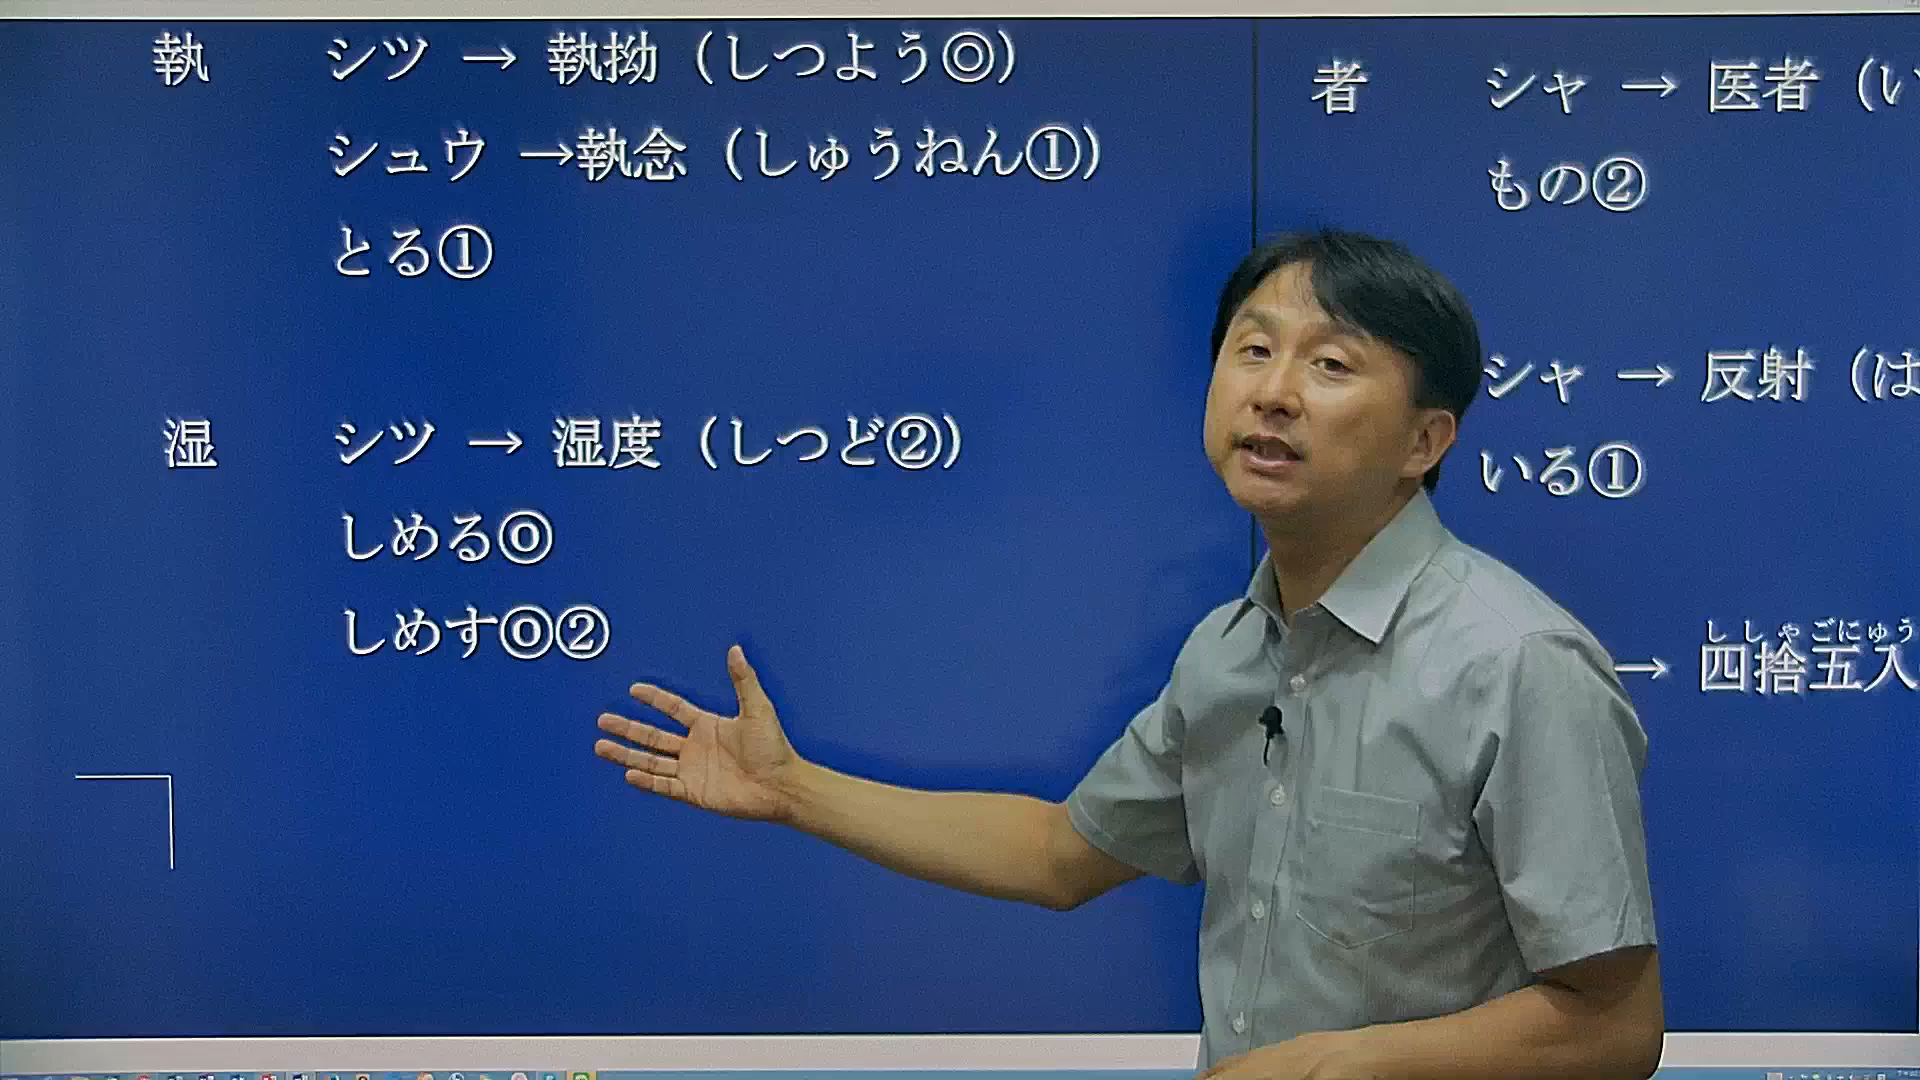 執 シツ → 執拗（しつよう⓪）
シュウ →執念（しゅうねん①）
とる①
湿 シツ → 湿度（しつど②）
しめる⓪
しめす⓪②
者 シャ → 医者（い
もの②
シャ → 反射（は
いる①
ししゃごにゅう
→ 四捨五入